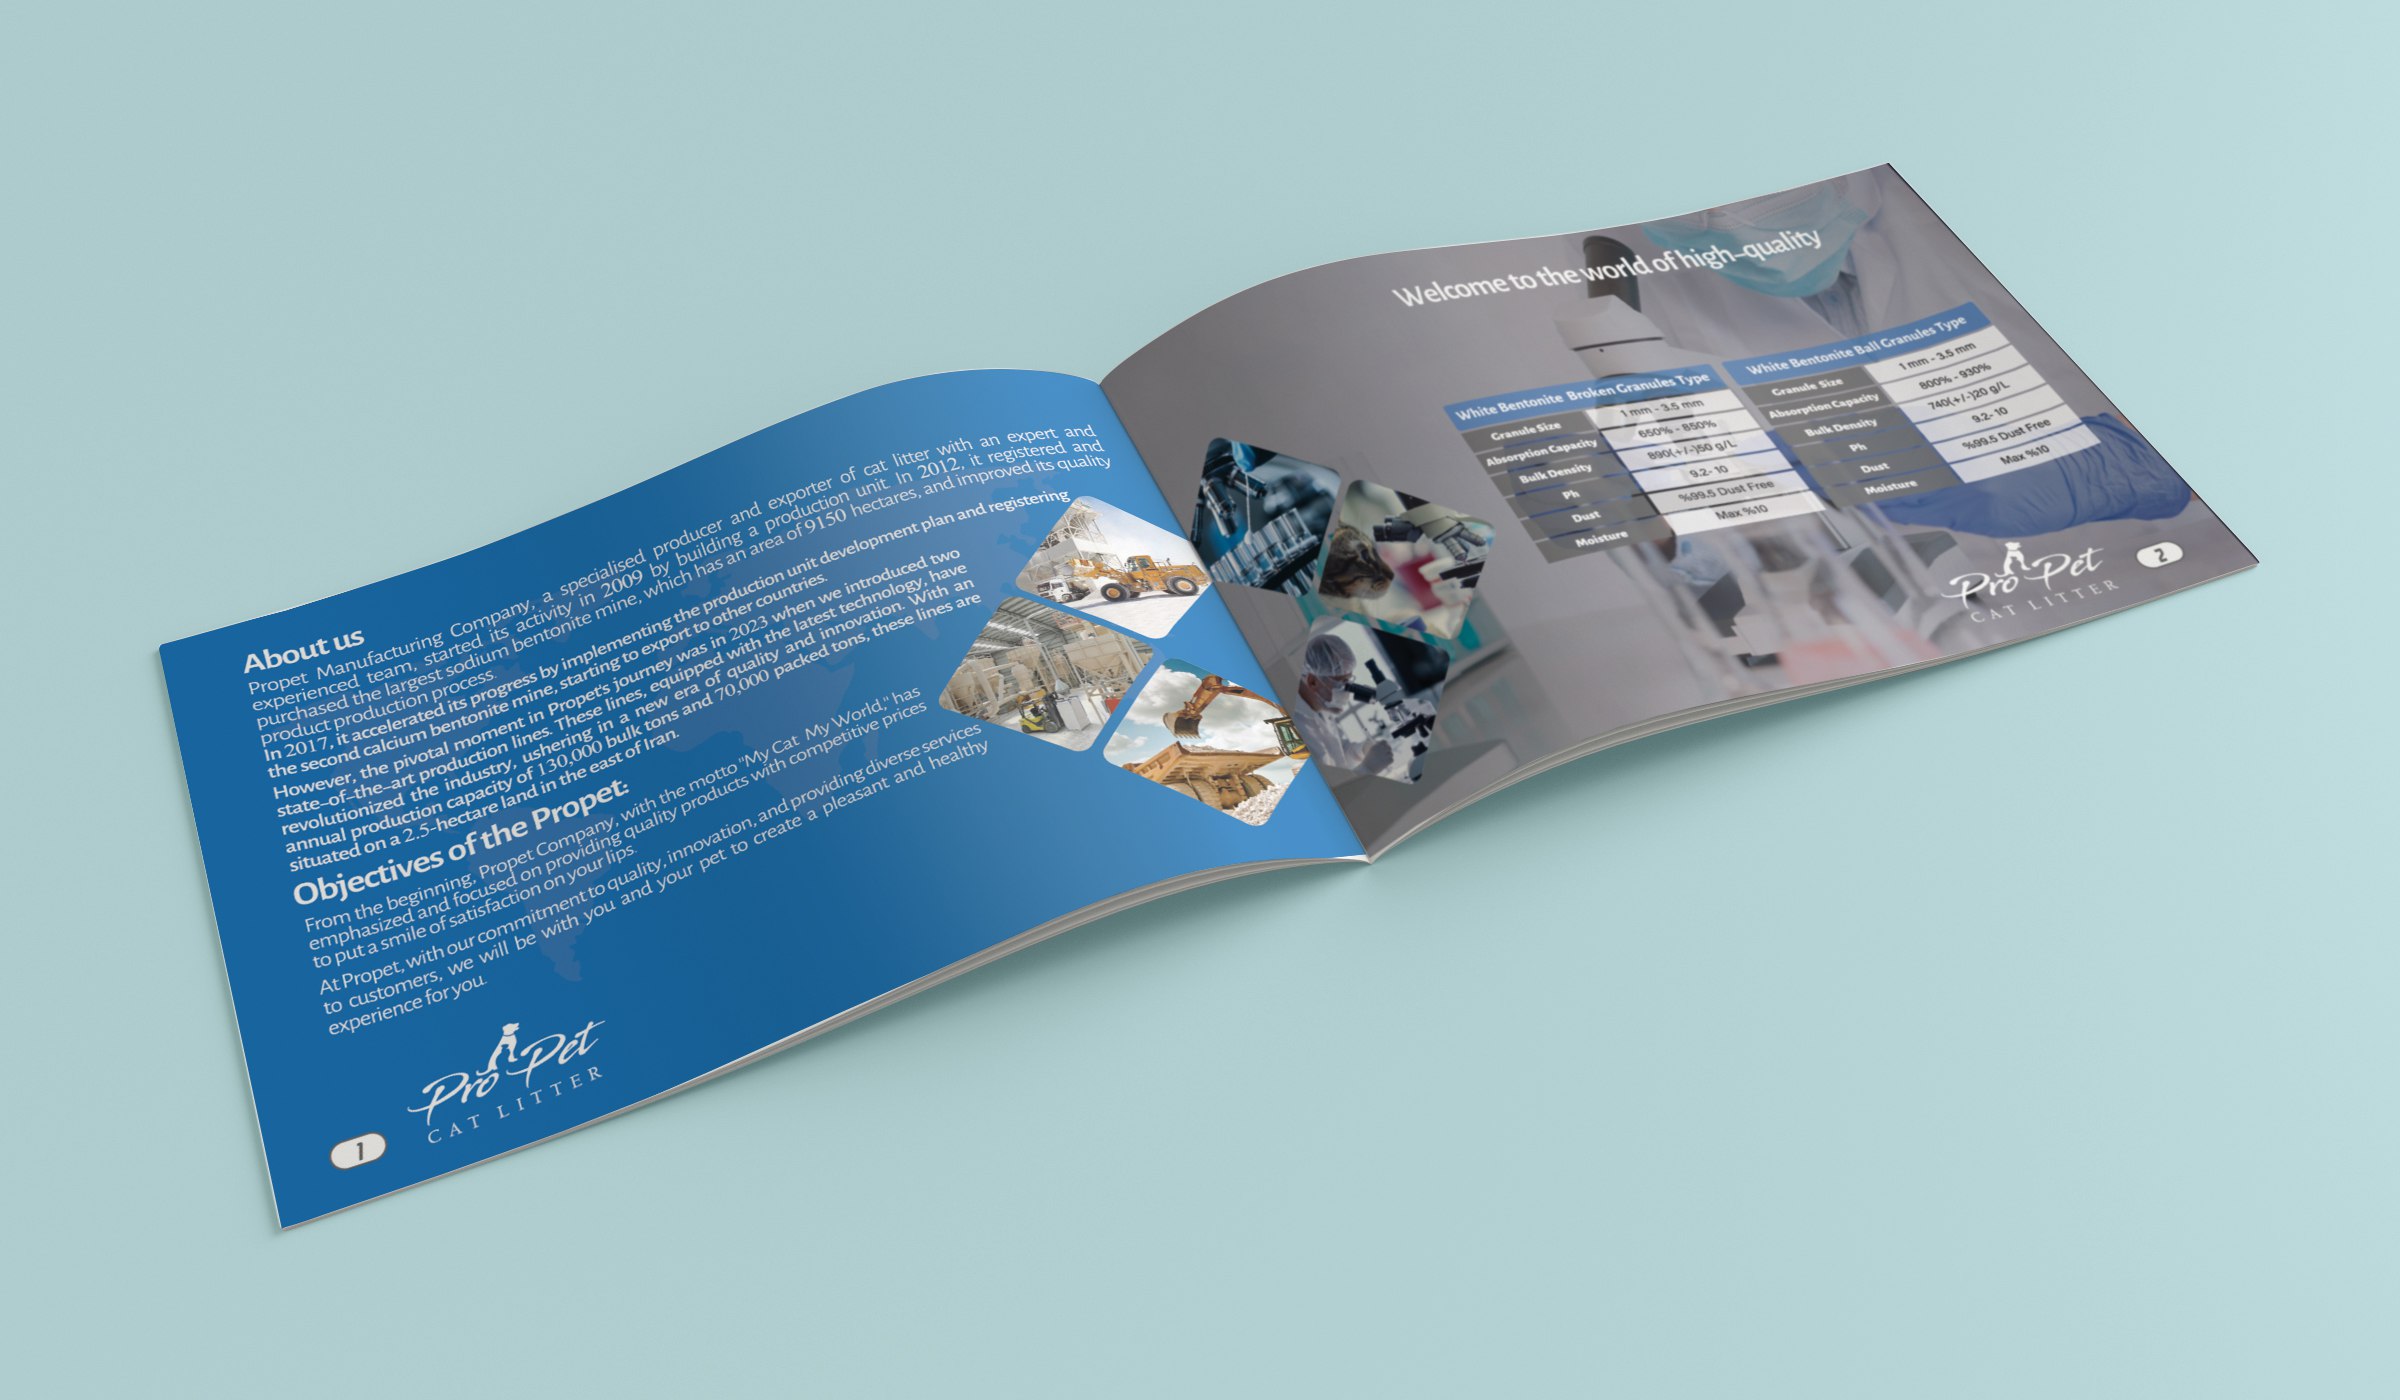 About us
Propet Manufacturing Company, a specialised producer and exporter of cat litter with an expert and
experienced team, started its activity in 2009 by building a production unit. In 2012, it registered and
purchased the largest sodium bentonite mine, which has an area of 9150 hectares, and improved its quality
product production process.
In 2017, it accelerated its progress by implementing the production unit development plan and registering
the second calcium bentonite mine, starting to export to other countries.
However, the pivotal moment in Propet's journey was in 2023 when we introduced two
state-of-the-art production lines. These lines, equipped with the latest technology, have
revolutionized the industry, ushering in a new era of quality and innovation. With an
annual production capacity of 130,000 bulk tons and 70,000 packed tons, these lines are
situated on a 2.5-hectare land in the east of Iran.
Objectives of the Propet:
From the beginning, Propet Company, with the motto "My Cat My World," has
emphasized and focused on providing quality products with competitive prices
to put a smile of satisfaction on your lips.
At Propet, with our commitment to quality, innovation, and providing diverse services
to customers, we will be with you and your pet to create a pleasant and healthy
experience for you.
Pro Pet
CAT LITTER
1
Welcome to the world of high-quality
White Bentonite Broken Granules Type
Granule Size 1 mm - 3.5 mm
Absorption Capacity 650% - 850%
Bulk Density 890(+/-)50 g/L
Ph 9.2- 10
Dust %99.5 Dust Free
Moisture Max %10
White Bentonite Ball Granules Type
Granule Size 1 mm - 3.5 mm
Absorption Capacity 800% - 930%
Bulk Density 740(+/-)20 g/L
Ph 9.2- 10
Dust %99.5 Dust Free
Moisture Max %10
Pro Pet
CAT LITTER
2